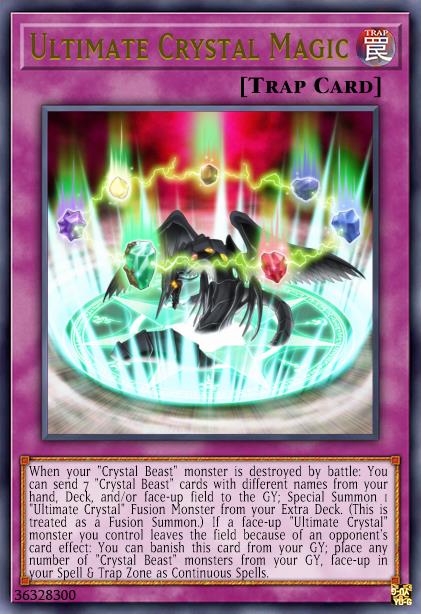 ULTIMATE CRYSTAL MAGIC
TRAP
罠
[TRAP CARD]
When your "Crystal Beast" monster is destroyed by battle: You
can send 7 "Crystal Beast" cards with different names from your
hand, Deck, and/or face-up field to the GY; Special Summon 1
"Ultimate Crystal" Fusion Monster from your Extra Deck. (This is
treated as a Fusion Summon.) If a face-up "Ultimate Crystal"
monster you control leaves the field because of an opponent's
card effect: You can banish this card from your GY; place any
number of "Crystal Beast" monsters from your GY, face-up in
your Spell & Trap Zone as Continuous Spells.
36328300